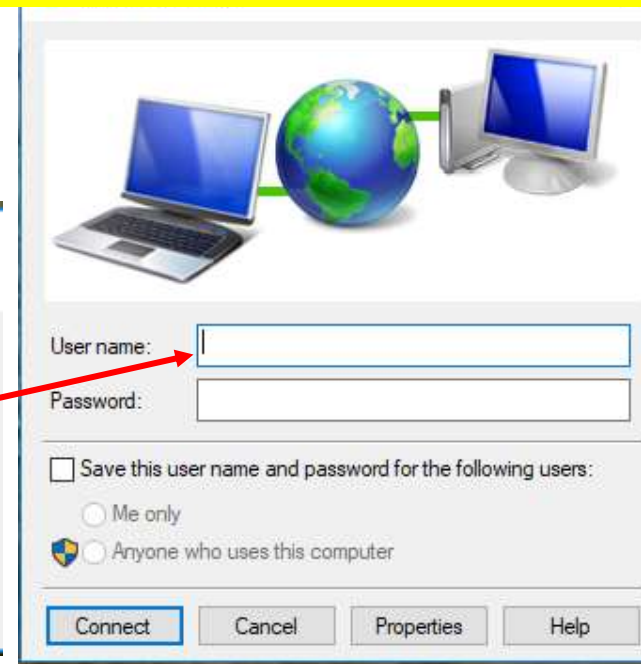 User name:
Password:
Save this user name and password for the following users:
Me only
Anyone who uses this computer
Connect Cancel Properties Help